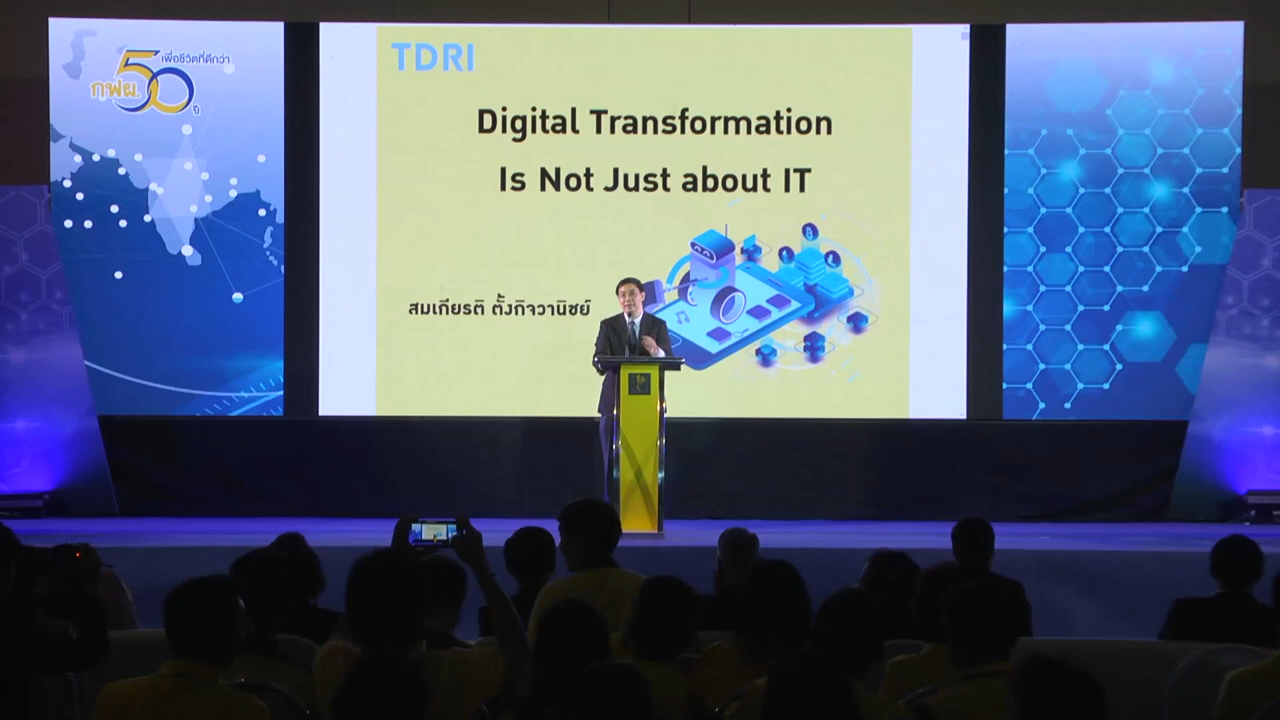 เพื่อชีวิตที่ดีกว่า
กฟผ. 50 ปี
TDRI
Digital Transformation
Is Not Just about IT
สมเกียรติ ตั้งกิจวานิชย์